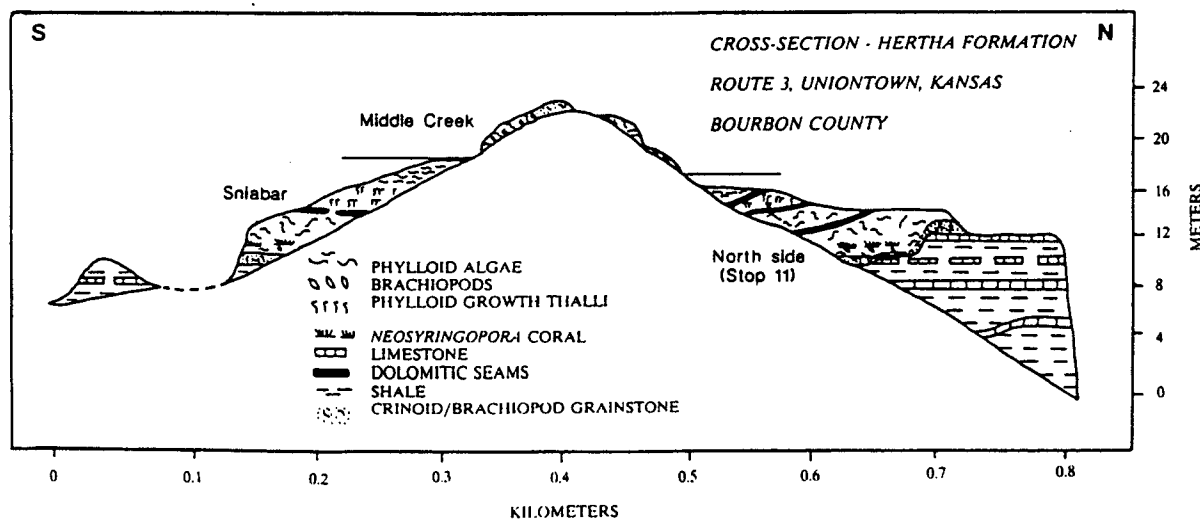 S
N
CROSS-SECTION - HERTHA FORMATION
ROUTE 3, UNIONTOWN, KANSAS
BOURBON COUNTY
Middle Creek
Sniabar
North side
(Stop 11)
PHYLLOID ALGAE
BRACHIOPODS
PHYLLOID GROWTH THALLI
NEOSYRINGOPORA CORAL
LIMESTONE
DOLOMITIC SEAMS
SHALE
CRINOID/BRACHIOPOD GRAINSTONE
24
20
16
12
8
4
0
METERS
0 0.1 0.2 0.3 0.4 0.5 0.6 0.7 0.8
KILOMETERS